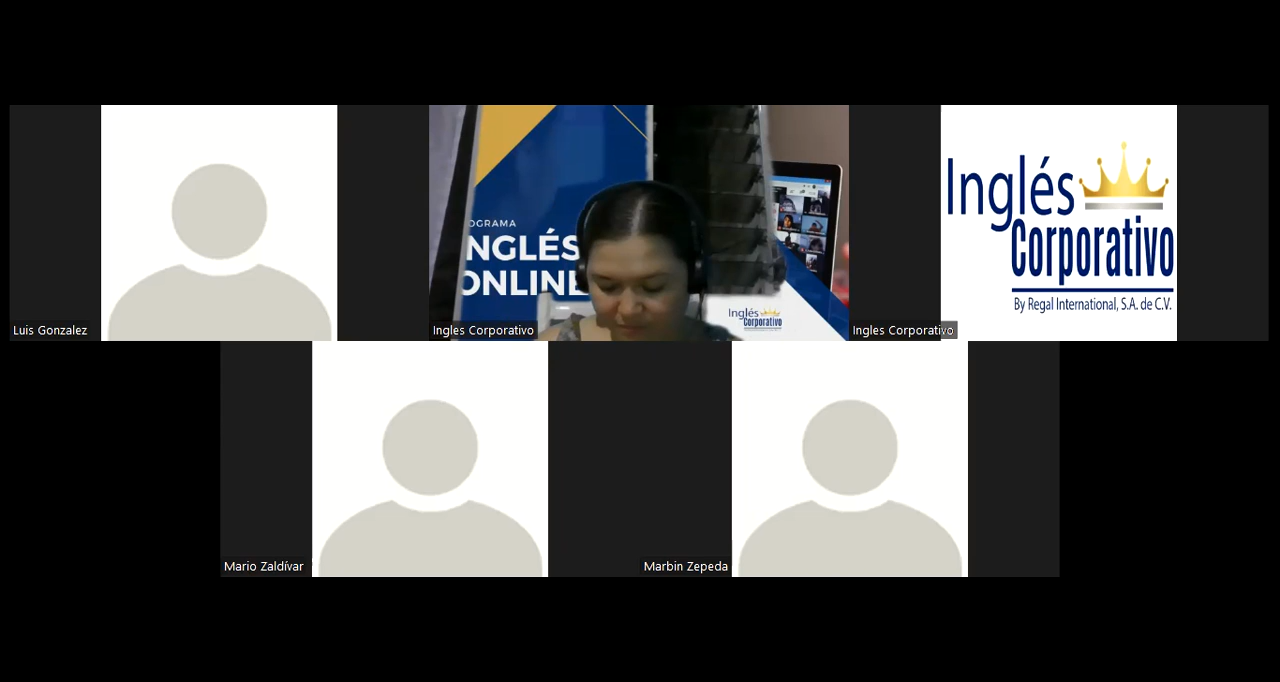 OGRAMA
NGLÉS
ONLINE
Inglés
Corporativo
Inglés
Corporativo
By Regal International, S.A. de C.V.
Luis Gonzalez
Ingles Corporativo
Ingles Corporativo
Mario Zaldívar
Marbin Zepeda